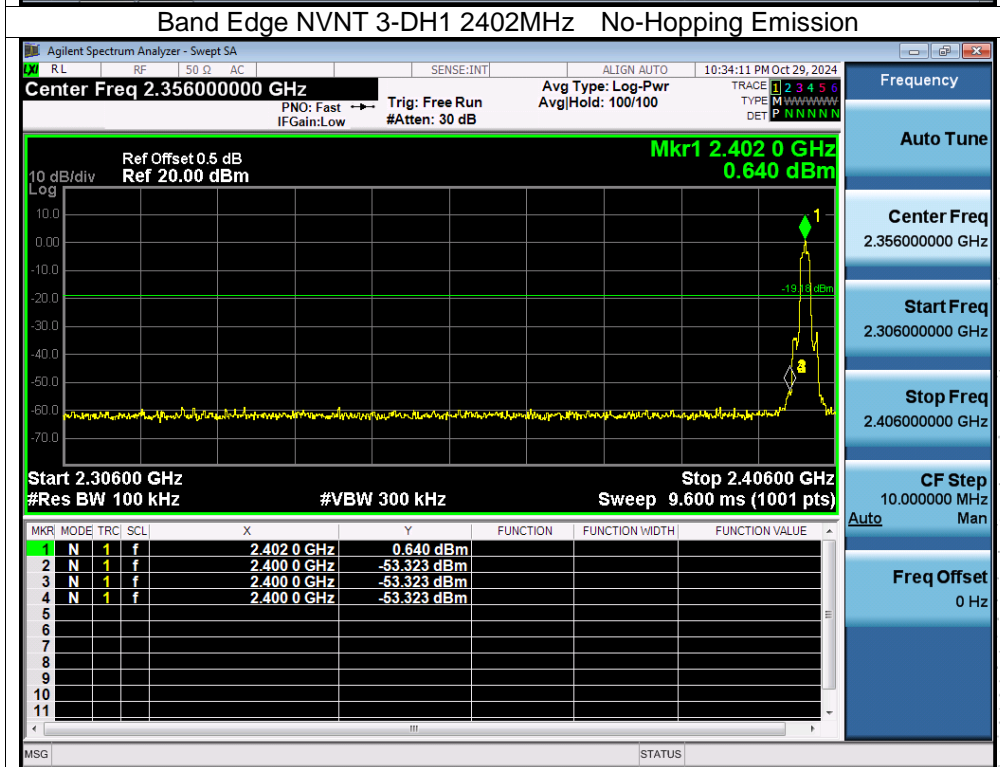 Band Edge NVNT 3-DH1 2402MHz No-Hopping Emission
Agilent Spectrum Analyzer - Swept SA
LXI RL RF 50 Ω AC SENSE:INT ALIGN AUTO 10:34:11 PM Oct 29, 2024
Center Freq 2.356000000 GHz
PNO: Fast
IFGain:Low
Trig: Free Run
#Atten: 30 dB
Avg Type: Log-Pwr
Avg|Hold: 100/100
TRACE 1 2 3 4 5 6
TYPE M WWWWW
DET P N N N N N
Ref Offset 0.5 dB
10 dB/div Ref 20.00 dBm
Log
Mkr1 2.402 0 GHz
0.640 dBm
10.0
0.00
-10.0
-20.0
-30.0
-40.0
-50.0
-60.0
-70.0
1
-19.18 dBm
Start 2.30600 GHz Stop 2.40600 GHz
#Res BW 100 kHz #VBW 300 kHz Sweep 9.600 ms (1001 pts)
MKR MODE TRC SCL X Y FUNCTION FUNCTION WIDTH FUNCTION VALUE
1 N 1 f 2.402 0 GHz 0.640 dBm
2 N 1 f 2.400 0 GHz -53.323 dBm
3 N 1 f 2.400 0 GHz -53.323 dBm
4 N 1 f 2.400 0 GHz -53.323 dBm
5
6
7
8
9
10
11
MSG STATUS
Frequency
Auto Tune
Center Freq
2.356000000 GHz
Start Freq
2.306000000 GHz
Stop Freq
2.406000000 GHz
CF Step
10.000000 MHz
Auto Man
Freq Offset
0 Hz